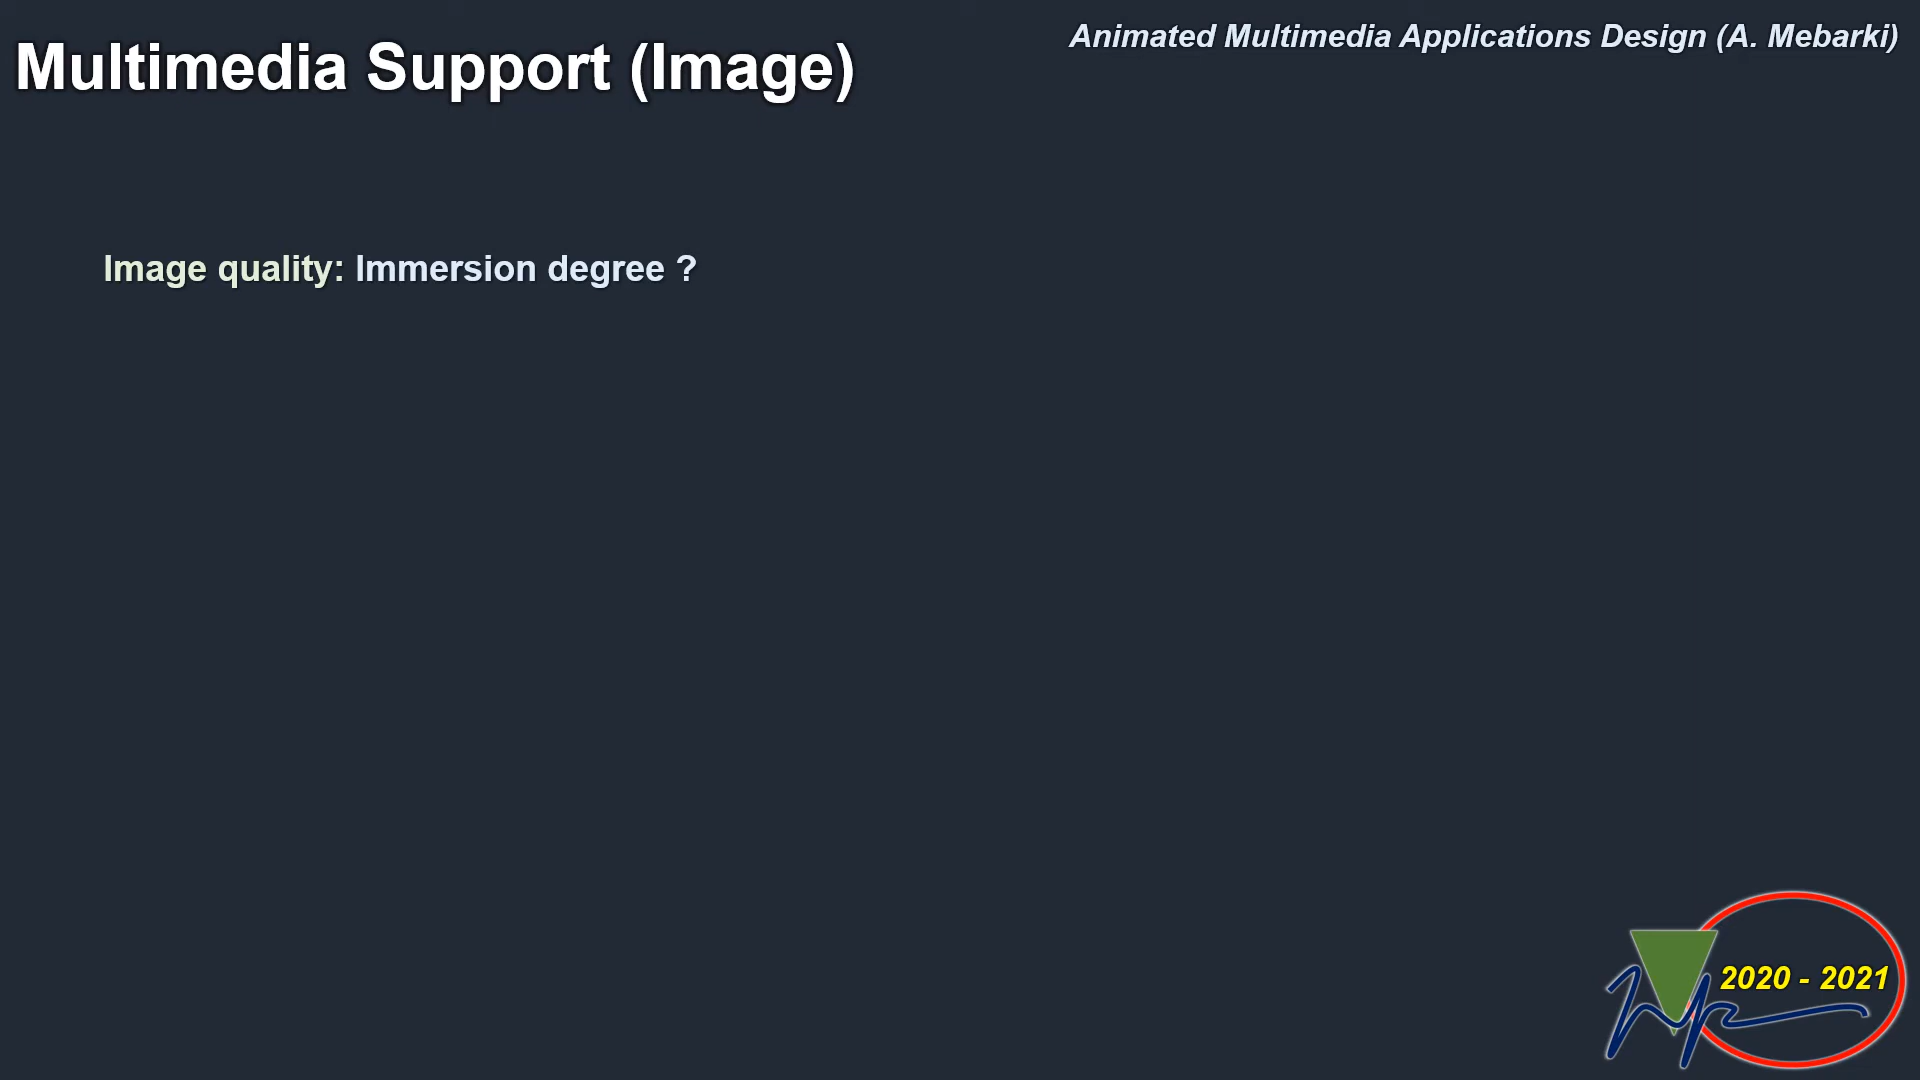 Animated Multimedia Applications Design (A. Mebarki)
Multimedia Support (Image)
Image quality: Immersion degree ?
2020 - 2021